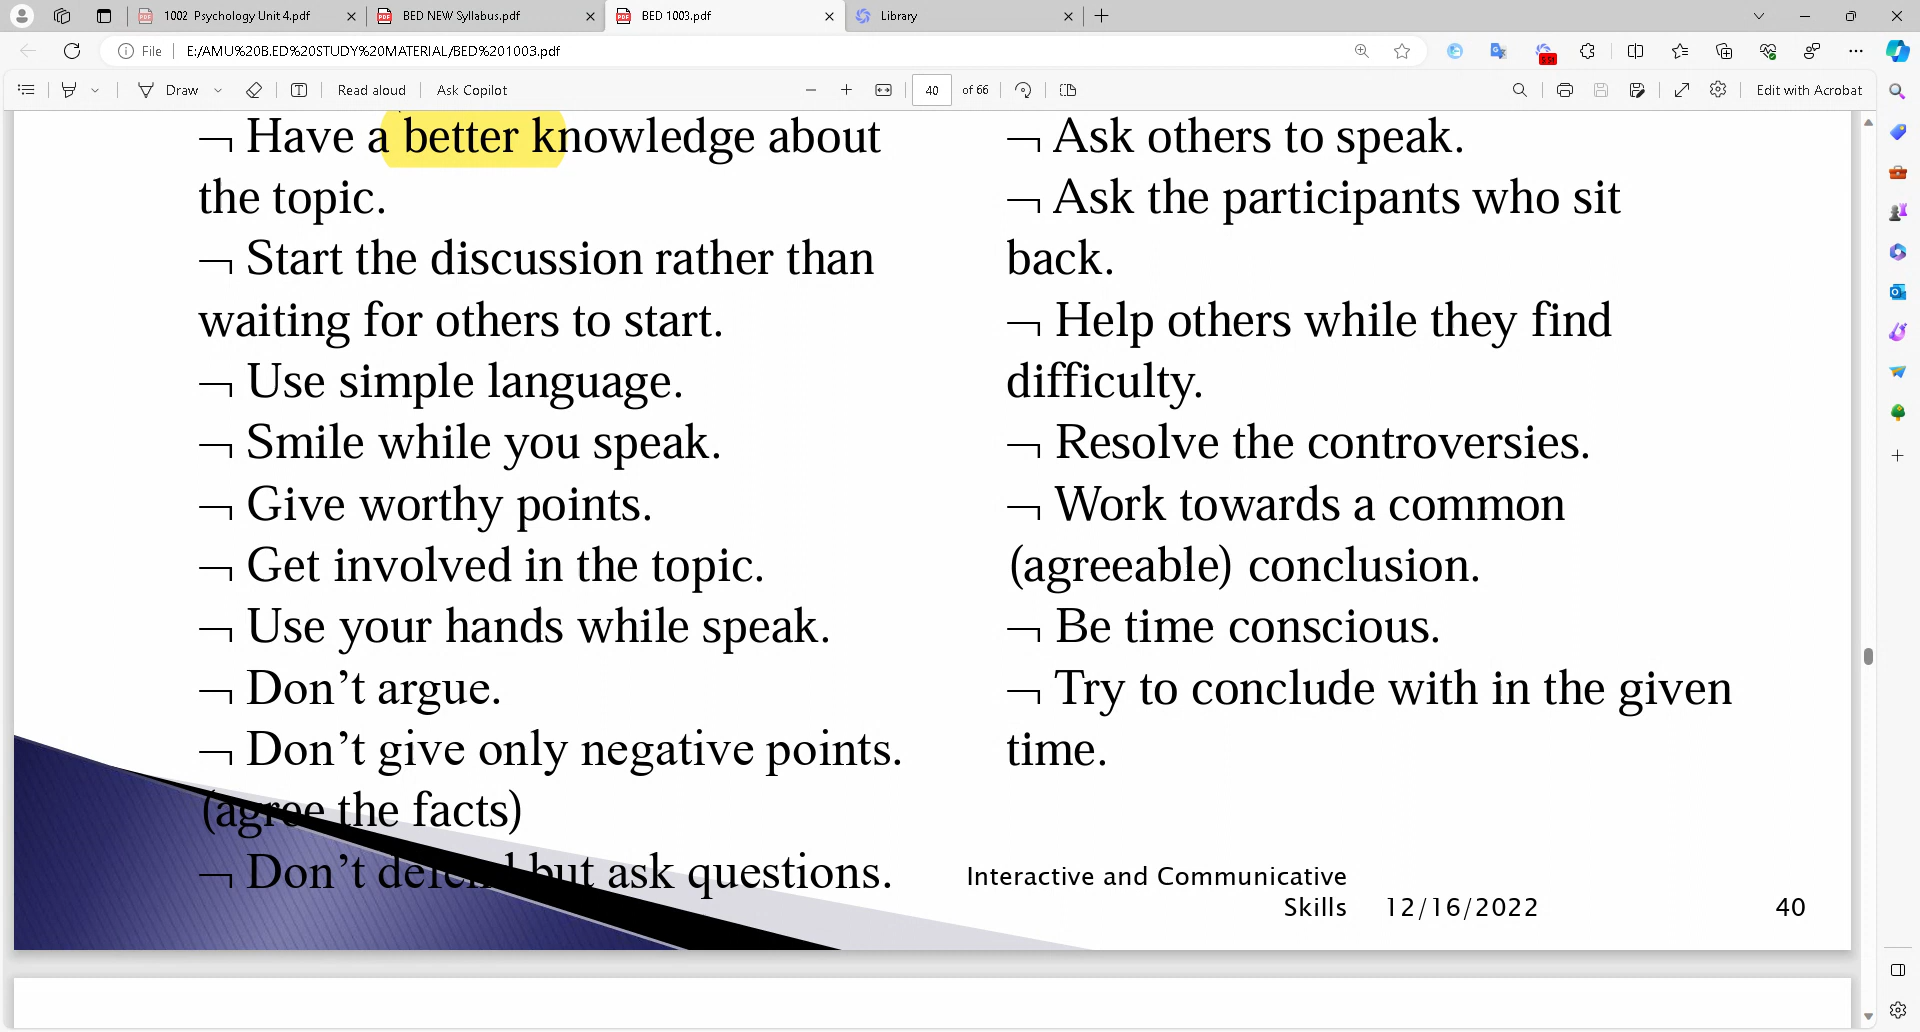 1002 Psychology Unit 4.pdf
BED NEW Syllabus.pdf
BED 1003.pdf
Library
File
E:/AMU%20B.ED%20STUDY%20MATERIAL/BED%201003.pdf
Draw
Read aloud
Ask Copilot
40
of 66
Edit with Acrobat
¬ Have a better knowledge about
the topic.
¬ Start the discussion rather than
waiting for others to start.
¬ Use simple language.
¬ Smile while you speak.
¬ Give worthy points.
¬ Get involved in the topic.
¬ Use your hands while speak.
¬ Don’t argue.
¬ Don’t give only negative points.
(agree the facts)
¬ Don’t defend but ask questions.
¬ Ask others to speak.
¬ Ask the participants who sit
back.
¬ Help others while they find
difficulty.
¬ Resolve the controversies.
¬ Work towards a common
(agreeable) conclusion.
¬ Be time conscious.
¬ Try to conclude with in the given
time.
Interactive and Communicative
Skills 12/16/2022 40